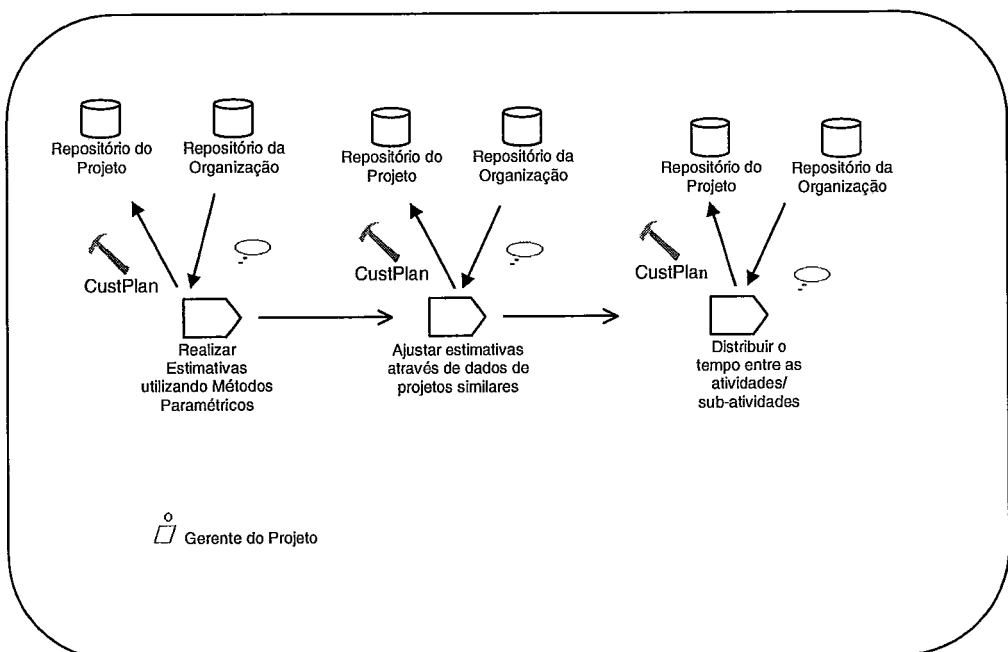 Repositório do
Projeto
Repositório da
Organização
CustPlan
Realizar
Estimativas
utilizando Métodos
Paramétricos
Repositório do
Projeto
Repositório da
Organização
CustPlan
Ajustar estimativas
através de dados de
projetos similares
Repositório do
Projeto
Repositório da
Organização
CustPlan
Distribuir o
tempo entre as
atividades/
sub-atividades
Gerente do Projeto